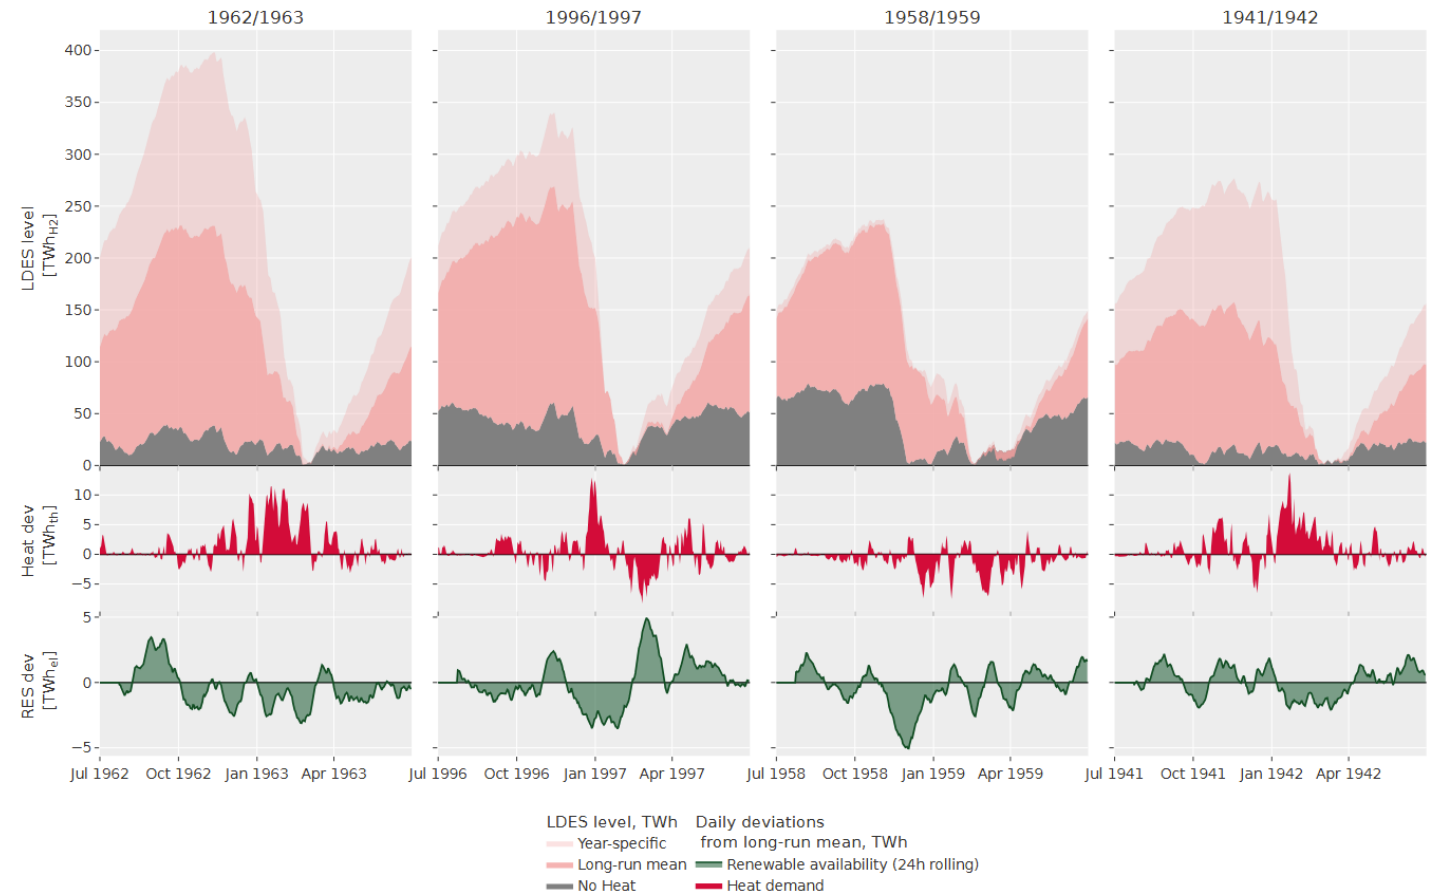 1962/1963 1996/1997 1958/1959 1941/1942
LDES level
[TWhH2]
400
350
300
250
200
150
100
50
0
Heat dev
[TWhth]
10
5
0
−5
RES dev
[TWhel]
5
0
−5
Jul 1962 Oct 1962 Jan 1963 Apr 1963 Jul 1996 Oct 1996 Jan 1997 Apr 1997 Jul 1958 Oct 1958 Jan 1959 Apr 1959 Jul 1941 Oct 1941 Jan 1942 Apr 1942
LDES level, TWh
Year-specific
Long-run mean
No Heat
Daily deviations
from long-run mean, TWh
Renewable availability (24h rolling)
Heat demand